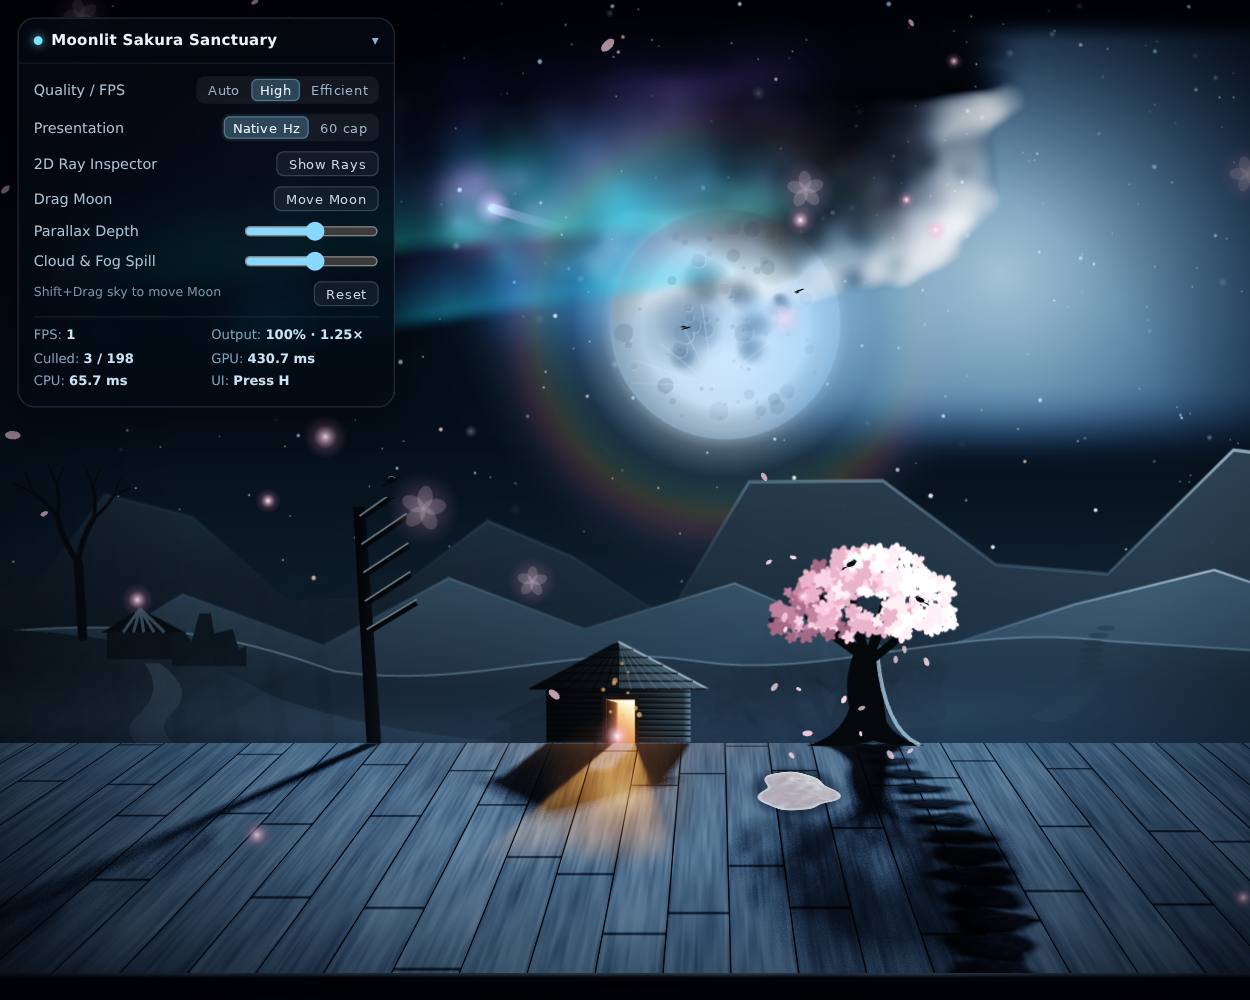 Moonlit Sakura Sanctuary ▼
Quality / FPS Auto High Efficient
Presentation Native Hz 60 cap
2D Ray Inspector Show Rays
Drag Moon Move Moon
Parallax Depth
Cloud & Fog Spill
Shift+Drag sky to move Moon Reset
FPS: 1 Output: 100% · 1.25×
Culled: 3 / 198 GPU: 430.7 ms
CPU: 65.7 ms UI: Press H